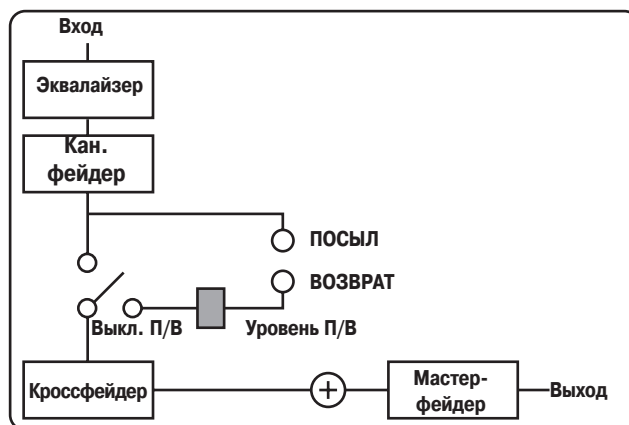 Вход
Эквалайзер
Кан.
фейдер
ПОСЫЛ
ВОЗВРАТ
Выкл. П/В
Уровень П/В
Кроссфейдер
Мастер-
фейдер
Выход